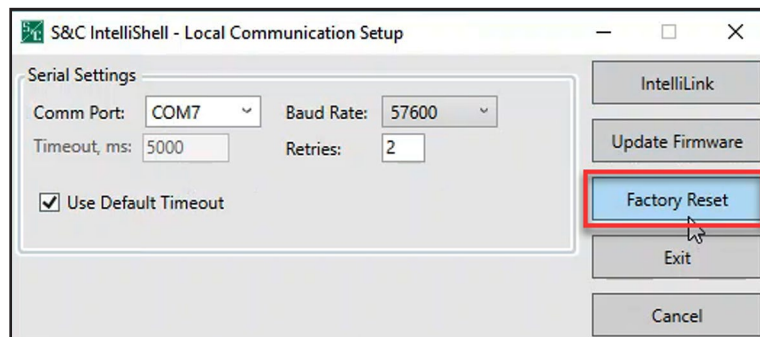 S&C IntelliShell - Local Communication Setup
Serial Settings
Comm Port: COM7 Baud Rate: 57600
Timeout, ms: 5000 Retries: 2
Use Default Timeout
IntelliLink
Update Firmware
Factory Reset
Exit
Cancel